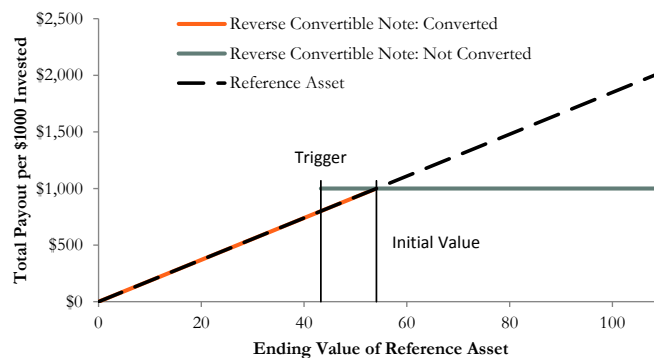 Total Payout per $1000 Invested
$2,500
$2,000
$1,500
$1,000
$500
$0
Reverse Convertible Note: Converted
Reverse Convertible Note: Not Converted
Reference Asset
Trigger
Initial Value
0 20 40 60 80 100
Ending Value of Reference Asset